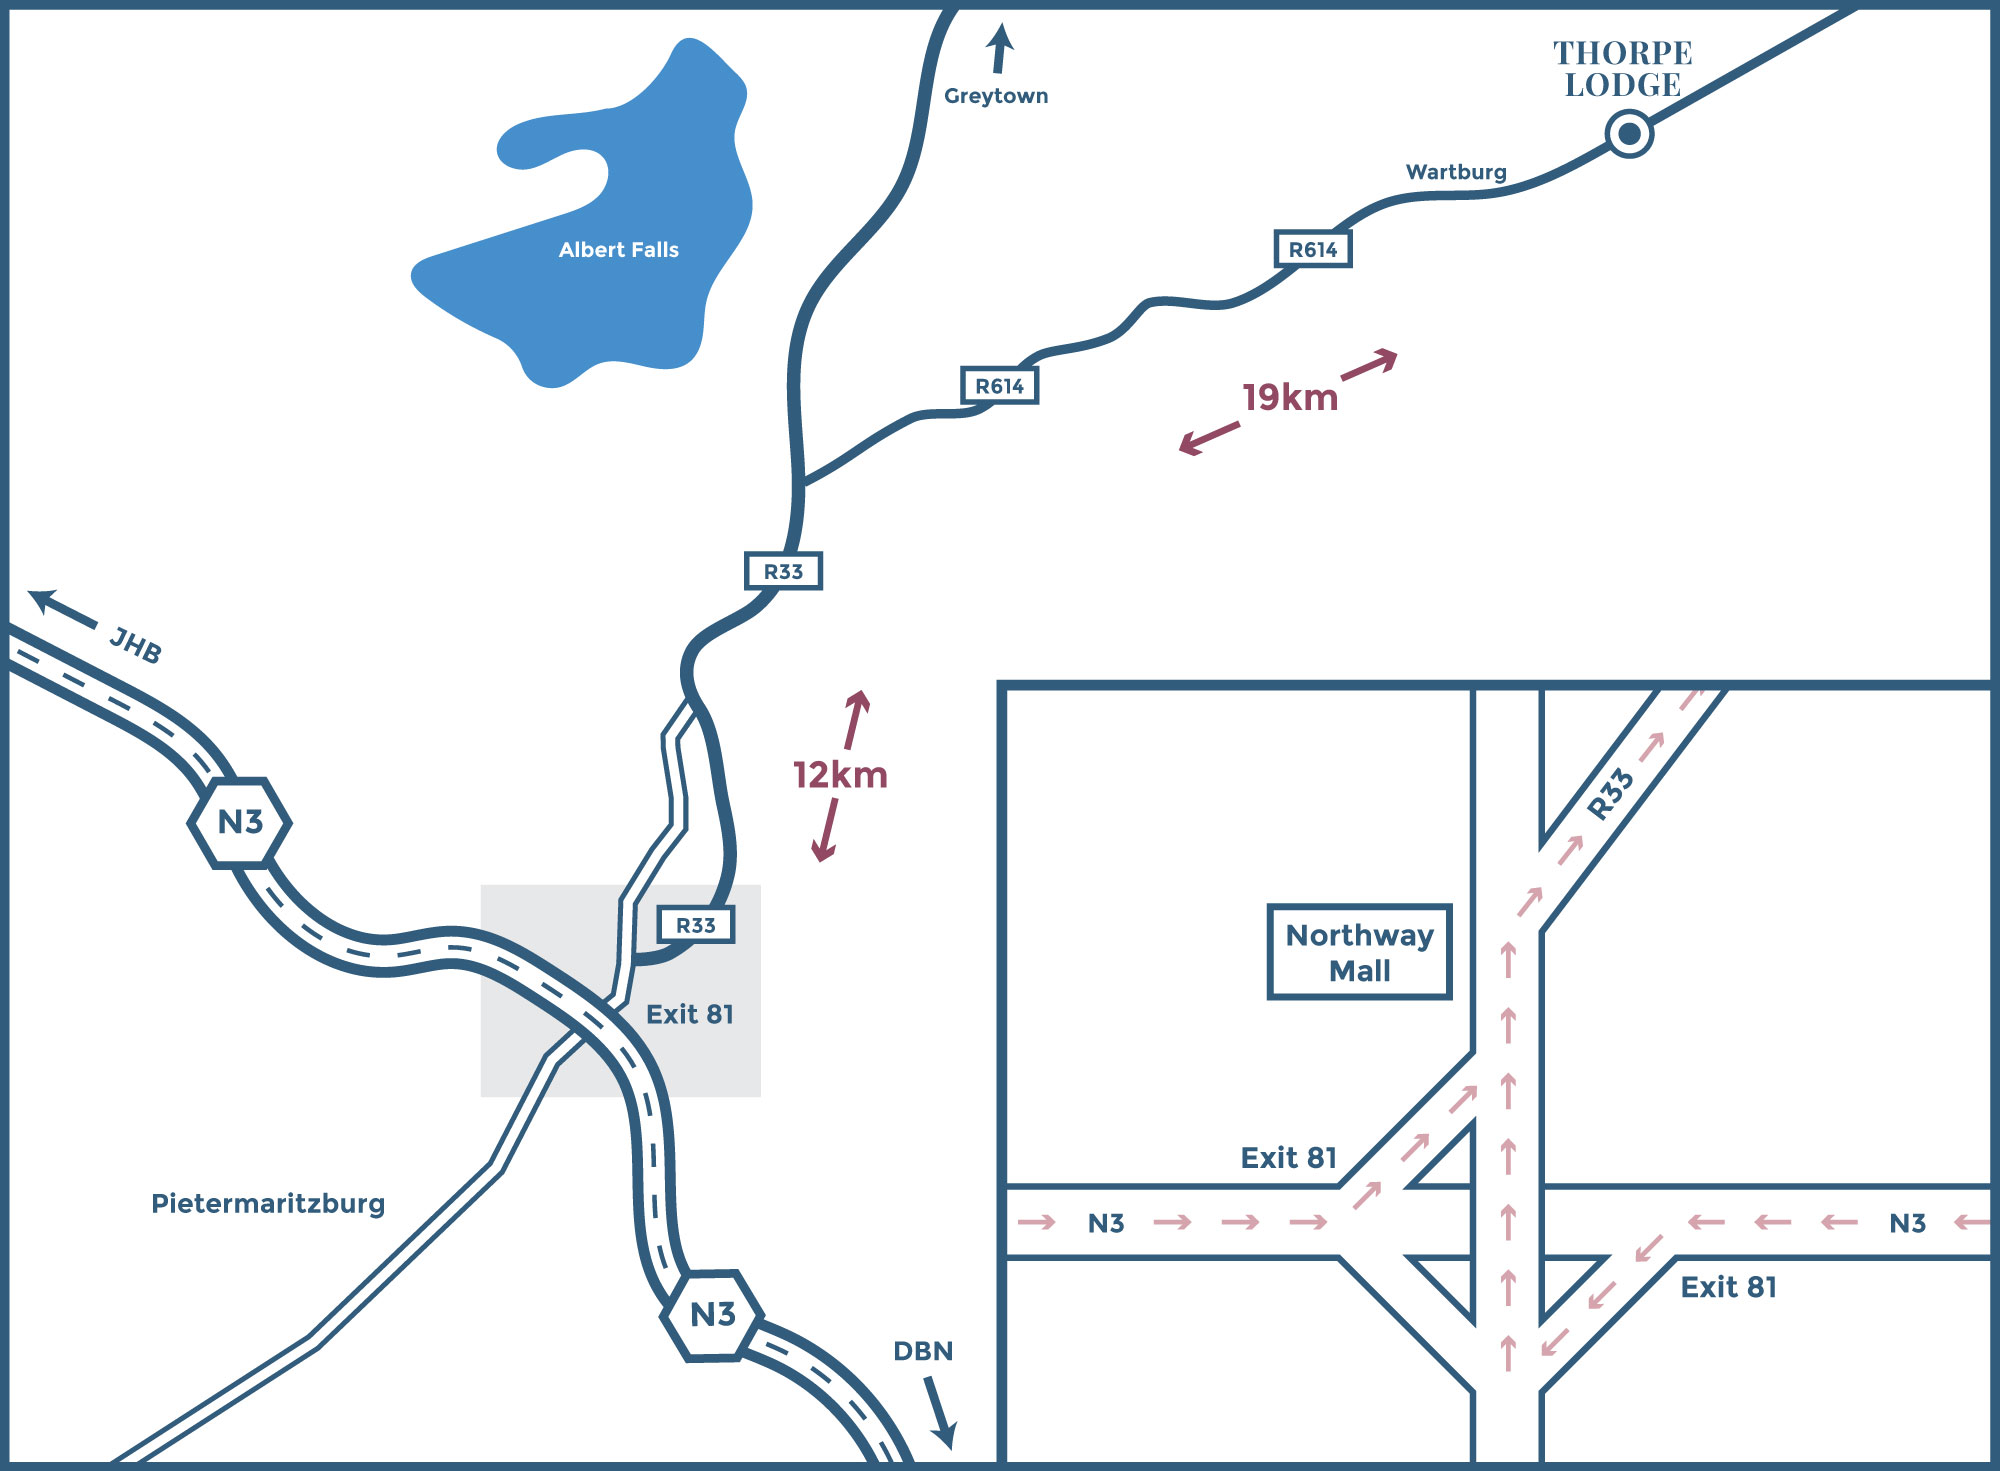 THORPE
LODGE
Greytown
Wartburg
Albert Falls
R614
R614
19km
R33
JHB
12km
N3
R33
Exit 81
Pietermaritzburg
N3
DBN
R33
Northway
Mall
Exit 81
N3
N3
Exit 81